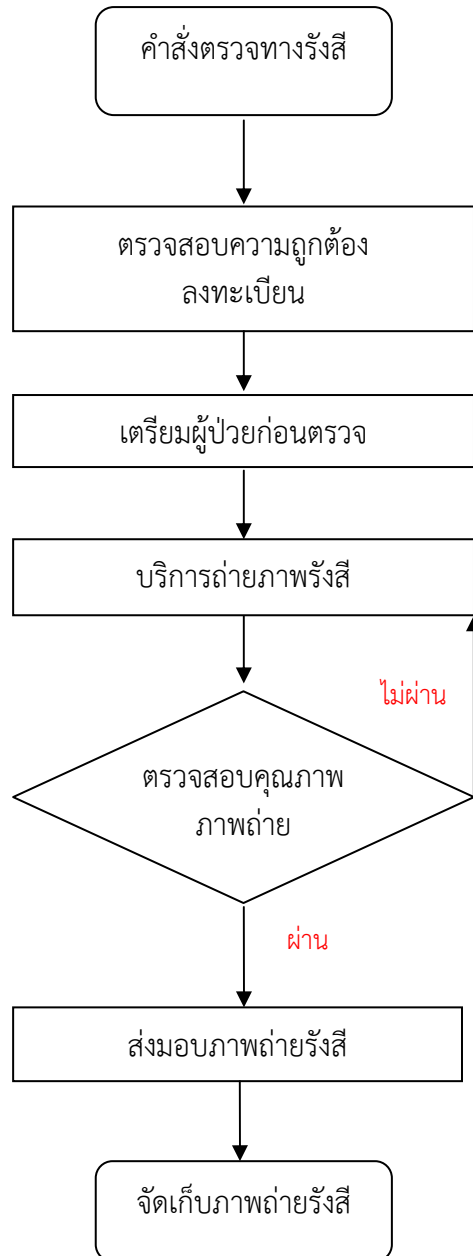 คำสั่งตรวจทางรังสี
ตรวจสอบความถูกต้อง
ลงทะเบียน
เตรียมผู้ป่วยก่อนตรวจ
บริการถ่ายภาพรังสี
ไม่ผ่าน
ตรวจสอบคุณภาพ
ภาพถ่าย
ผ่าน
ส่งมอบภาพถ่ายรังสี
จัดเก็บภาพถ่ายรังสี